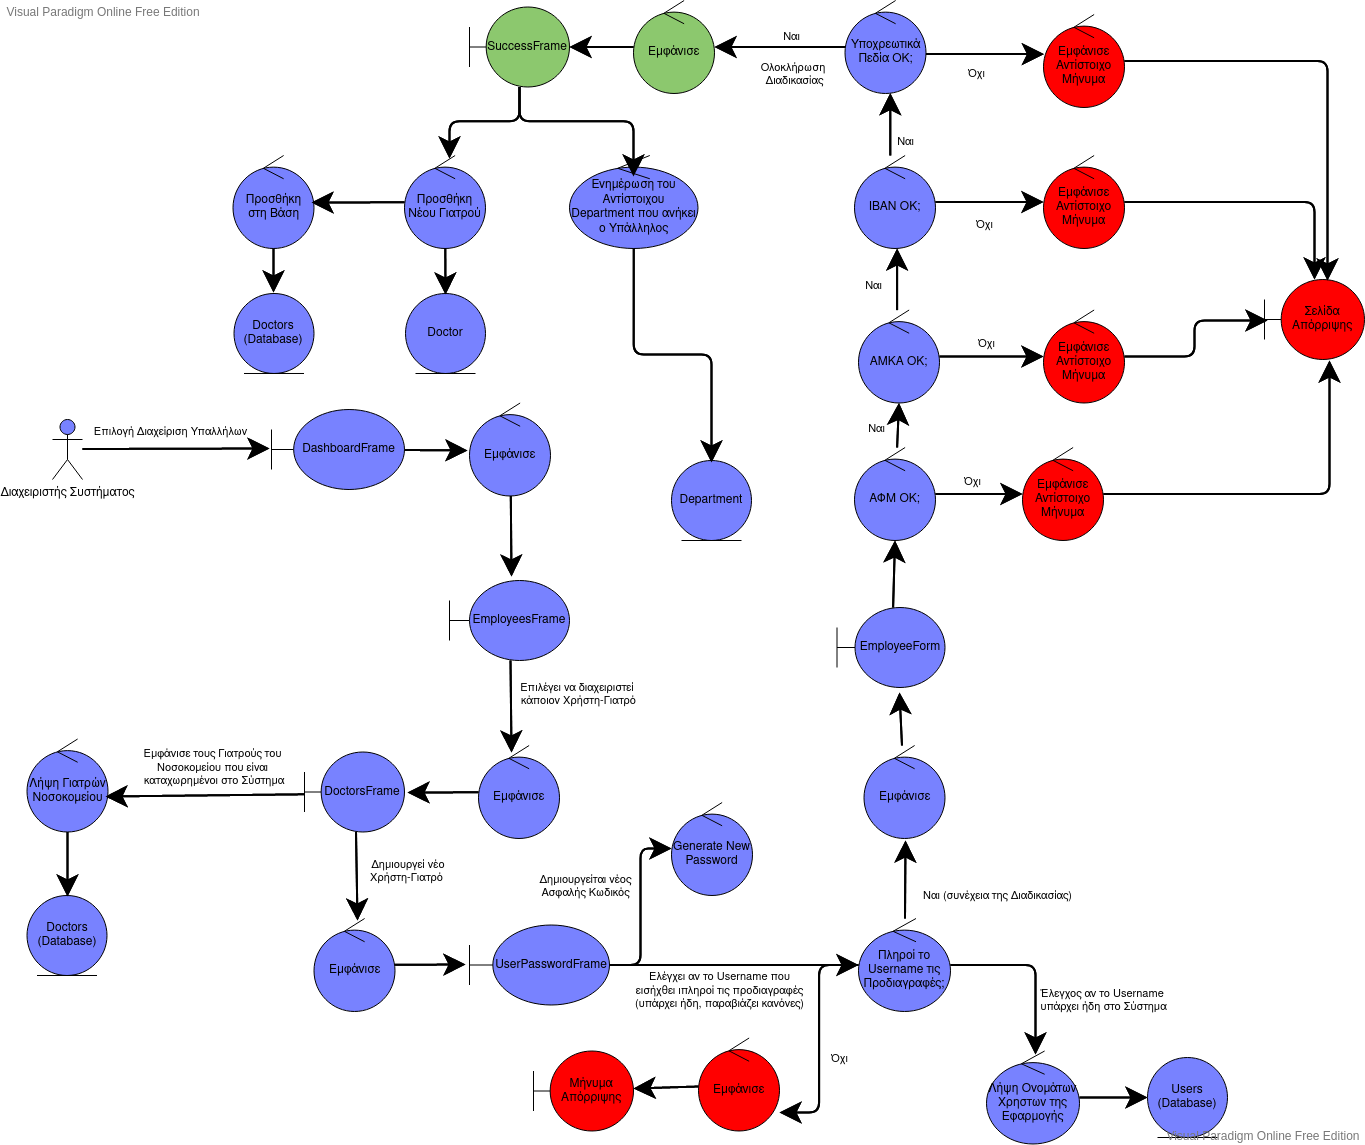 Visual Paradigm Online Free Edition
SuccessFrame
Εμφάνισε
Ναι
Ολοκλήρωση
Διαδικασίας
Υποχρεωτικά
Πεδία ΟΚ;
Όχι
Εμφάνισε
Αντίστοιχο
Μήνυμα
Ναι
Προσθήκη
στη Βάση
Προσθήκη
Νέου Γιατρού
Ενημέρωση του
Αντίστοιχου
Department που ανήκει
ο Υπάλληλος
IBAN OK;
Όχι
Εμφάνισε
Αντίστοιχο
Μήνυμα
Ναι
Doctors
(Database)
Doctor
ΑΜΚΑ ΟΚ;
Όχι
Εμφάνισε
Αντίστοιχο
Μήνυμα
Σελίδα
Απόρριψης
Ναι
Διαχειριστής Συστήματος
Επιλογή Διαχείριση Υπαλλήλων
DashboardFrame
Εμφάνισε
Department
ΑΦΜ ΟΚ;
Όχι
Εμφάνισε
Αντίστοιχο
Μήνυμα
EmployeesFrame
EmployeeForm
Επιλέγει να διαχειριστεί
κάποιον Χρήστη-Γιατρό
Λήψη Γιατρών
Νοσοκομείου
Εμφάνισε τους Γιατρούς του
Νοσοκομείου που είναι
καταχωρημένοι στο Σύστημα
DoctorsFrame
Εμφάνισε
Εμφάνισε
Doctors
(Database)
Δημιουργεί νέο
Χρήστη-Γιατρό
Δημιουργείται νέος
Ασφαλής Κωδικός
Generate New
Password
Ναι (συνέχεια της Διαδικασίας)
Εμφάνισε
UserPasswordFrame
Ελέγχει αν το Username που
εισήχθει ιπληροί τις προδιαγραφές
(υπάρχει ήδη, παραβιάζει κανόνες)
Πληροί το
Username τις
Προδιαγραφές;
Έλεγχος αν το Username
υπάρχει ήδη στο Σύστημα
Όχι
Μήνυμα
Απόρριψης
Εμφάνισε
Λήψη Ονομάτων
Χρηστων της
Εφαρμογής
Users
(Database)
Visual Paradigm Online Free Edition